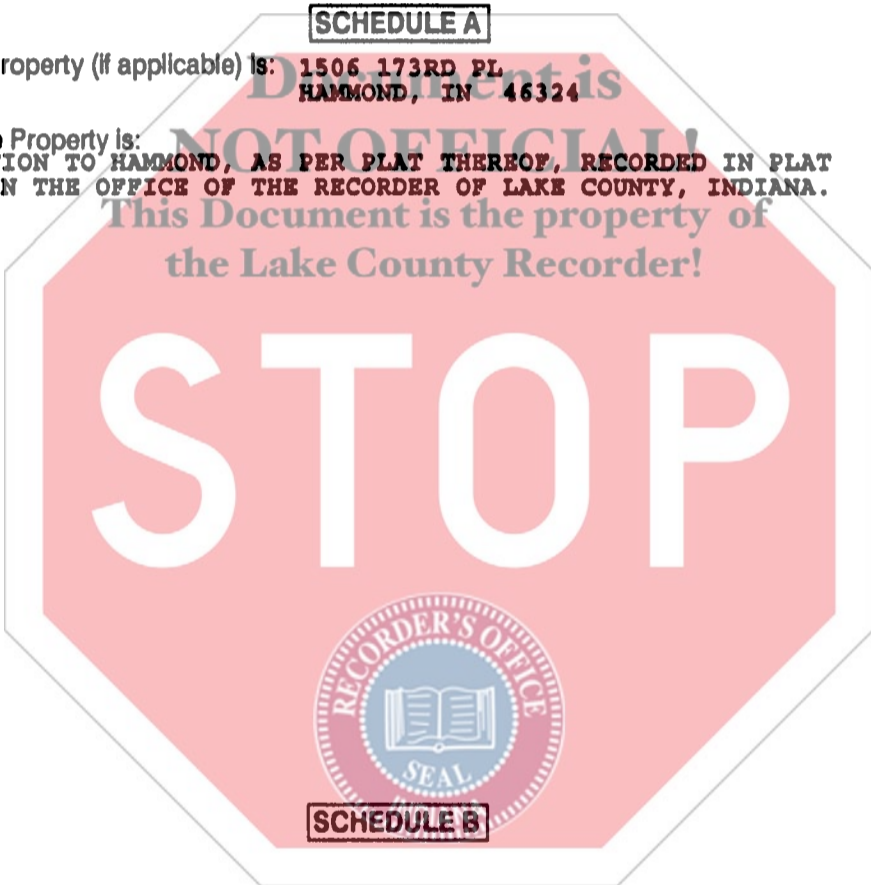 SCHEDULE A
roperty (if applicable) is: 1506 173RD PL
HAMMOND, IN 46324
Document is
NOT OFFICIAL!
Property is:
ION TO HAMMOND, AS PER PLAT THEREOF, RECORDED IN PLAT
N THE OFFICE OF THE RECORDER OF LAKE COUNTY, INDIANA.
This Document is the property of
the Lake County Recorder!
STOP
RECORDER'S OFFICE
SEAL
INDIANA
SCHEDULE B